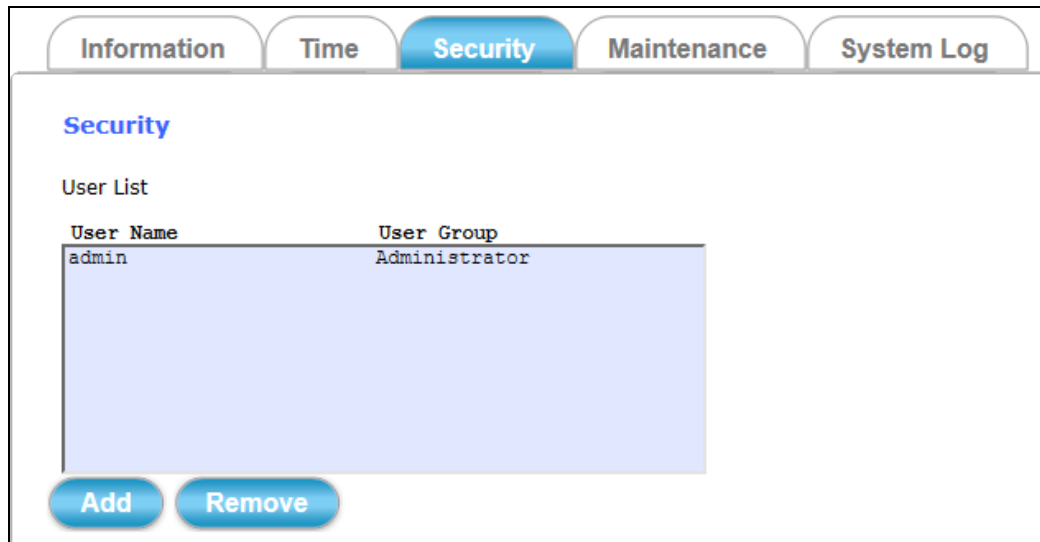 Information Time Security Maintenance System Log
Security
User List
User Name User Group
admin Administrator
Add Remove